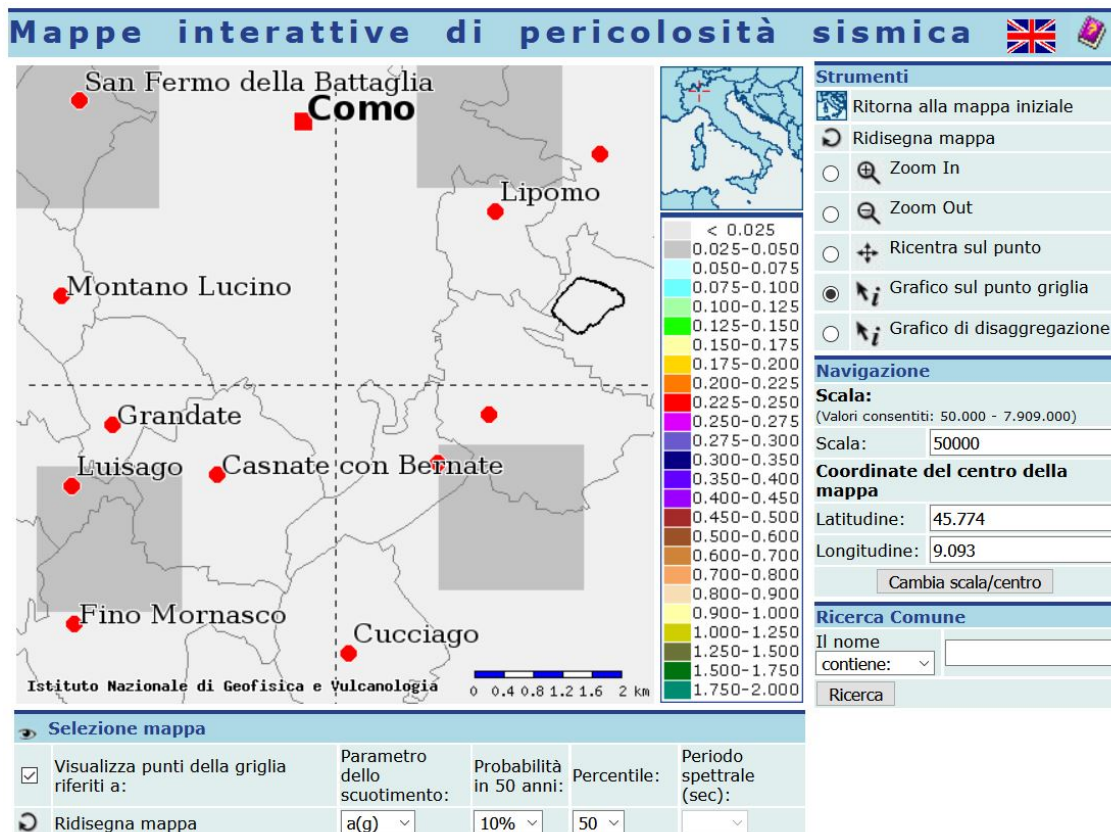 Mappe interattive di pericolosità sismica
San Fermo della Battaglia
Como
Lipomo
Montano Lucino
Grandate
Luisago
Casnate con Bernate
Fino Mornasco
Cucciago
Istituto Nazionale di Geofisica e Vulcanologia
0 0.4 0.8 1.2 1.6 2 km
< 0.025
0.025-0.050
0.050-0.075
0.075-0.100
0.100-0.125
0.125-0.150
0.150-0.175
0.175-0.200
0.200-0.225
0.225-0.250
0.250-0.275
0.275-0.300
0.300-0.350
0.350-0.400
0.400-0.450
0.450-0.500
0.500-0.600
0.600-0.700
0.700-0.800
0.800-0.900
0.900-1.000
1.000-1.250
1.250-1.500
1.500-1.750
1.750-2.000
Strumenti
Ritorna alla mappa iniziale
Ridisegna mappa
Zoom In
Zoom Out
Ricentra sul punto
i Grafico sul punto griglia
i Grafico di disaggregazione
Navigazione
Scala:
(Valori consentiti: 50.000 - 7.909.000)
Scala: 50000
Coordinate del centro della
mappa
Latitudine: 45.774
Longitudine: 9.093
Cambia scala/centro
Ricerca Comune
Il nome
contiene:
Ricerca
Selezione mappa
Visualizza punti della griglia
riferiti a:
Parametro
dello
scuotimento:
Probabilità
in 50 anni:
Percentile:
Periodo
spettrale
(sec):
Ridisegna mappa
a(g)
10%
50